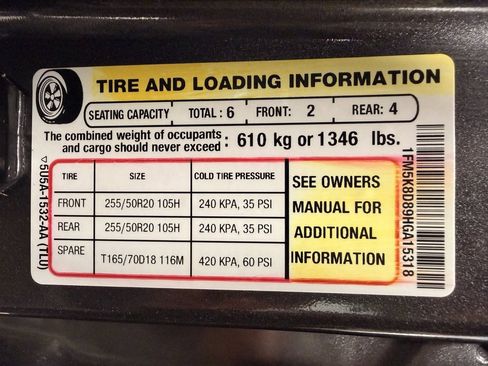 TIRE AND LOADING INFORMATION
SEATING CAPACITY TOTAL : 6 FRONT: 2 REAR: 4
The combined weight of occupants
and cargo should never exceed : 610 kg or 1346 lbs.
TIRE SIZE COLD TIRE PRESSURE
FRONT 255/50R20 105H 240 KPA, 35 PSI
REAR 255/50R20 105H 240 KPA, 35 PSI
SPARE T165/70D18 116M 420 KPA, 60 PSI
SEE OWNERS
MANUAL FOR
ADDITIONAL
INFORMATION
▽5U5A-1532-AA (TLU)
1FM5K8D89HGA15318